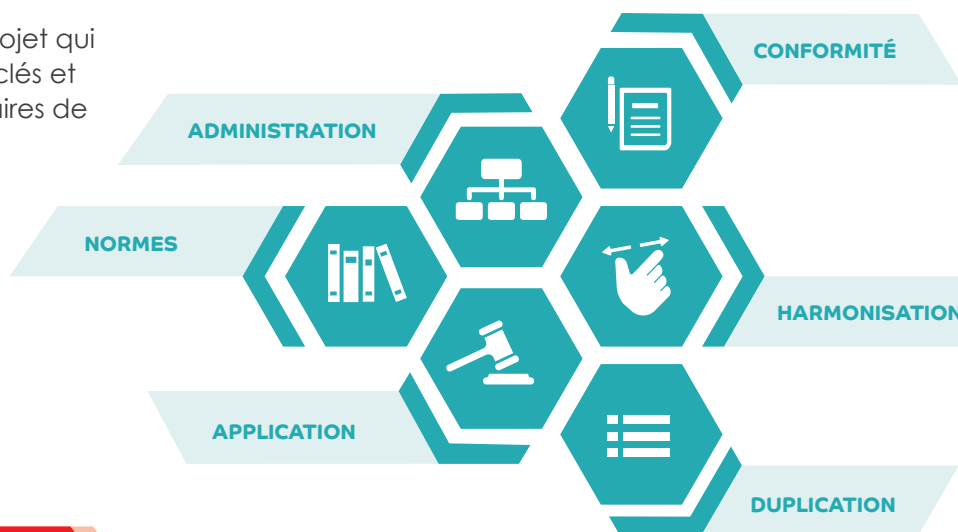 ojet qui
clés et
aires de
CONFORMITÉ
ADMINISTRATION
NORMES
HARMONISATION
APPLICATION
DUPLICATION